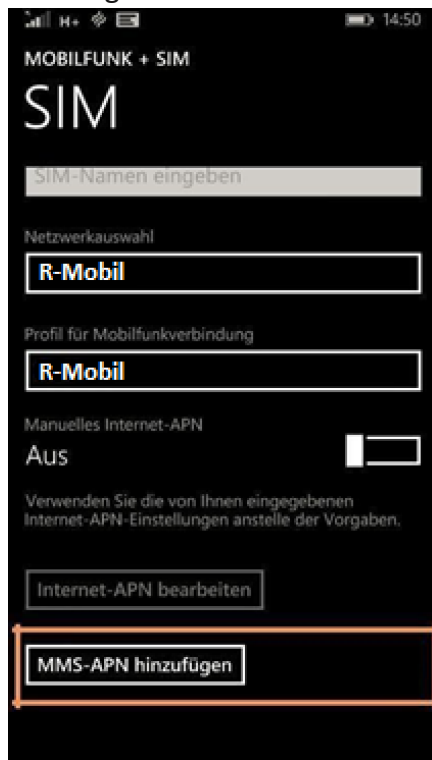 H+ 14:50
MOBILFUNK + SIM
SIM
SIM-Namen eingeben
Netzwerkauswahl
R-Mobil
Profil für Mobilfunkverbindung
R-Mobil
Manuelles Internet-APN
Aus
Verwenden Sie die von Ihnen eingegebenen
Internet-APN-Einstellungen anstelle der Vorgaben.
Internet-APN bearbeiten
MMS-APN hinzufügen